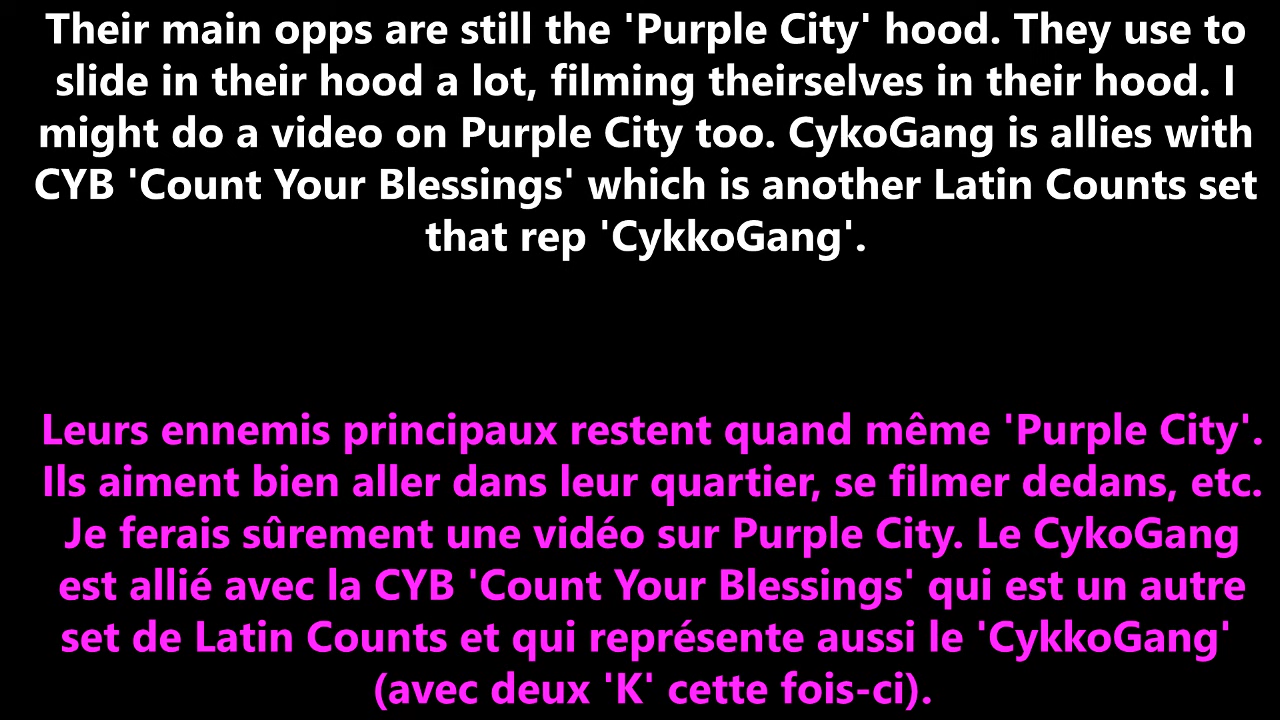 Their main opps are still the 'Purple City' hood. They use to
slide in their hood a lot, filming theirselves in their hood. I
might do a video on Purple City too. CykoGang is allies with
CYB 'Count Your Blessings' which is another Latin Counts set
that rep 'CykkoGang'.
Leurs ennemis principaux restent quand même 'Purple City'.
Ils aiment bien aller dans leur quartier, se filmer dedans, etc.
Je ferais sûrement une vidéo sur Purple City. Le CykoGang
est allié avec la CYB 'Count Your Blessings' qui est un autre
set de Latin Counts et qui représente aussi le 'CykkoGang'
(avec deux 'K' cette fois-ci).